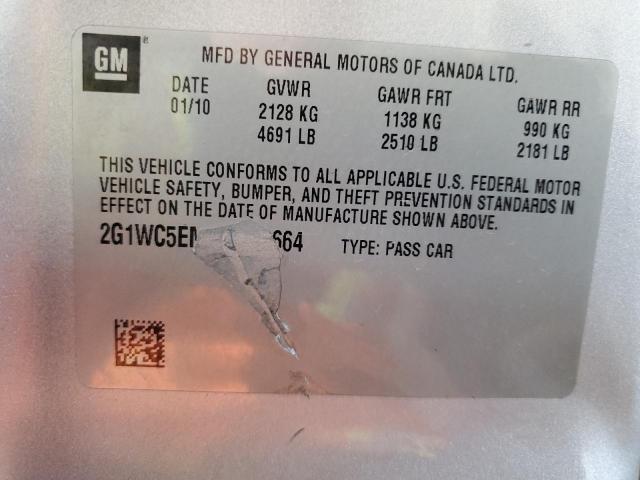 GM ®
MFD BY GENERAL MOTORS OF CANADA LTD.
DATE GVWR GAWR FRT GAWR RR
01/10 2128 KG 1138 KG 990 KG
4691 LB 2510 LB 2181 LB
THIS VEHICLE CONFORMS TO ALL APPLICABLE U.S. FEDERAL MOTOR
VEHICLE SAFETY, BUMPER, AND THEFT PREVENTION STANDARDS IN
EFFECT ON THE DATE OF MANUFACTURE SHOWN ABOVE.
2G1WC5E 664 TYPE: PASS CAR